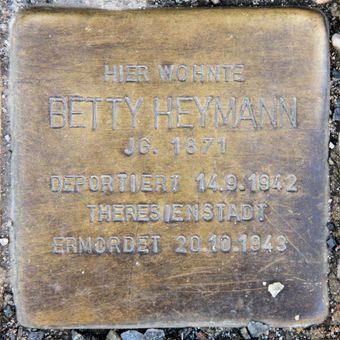 HIER WOHNTE
BETTY HEYMANN
JG. 1871
DEPORTIERT 14.9.1942
THERESIENSTADT
ERMORDET 20.10.1943